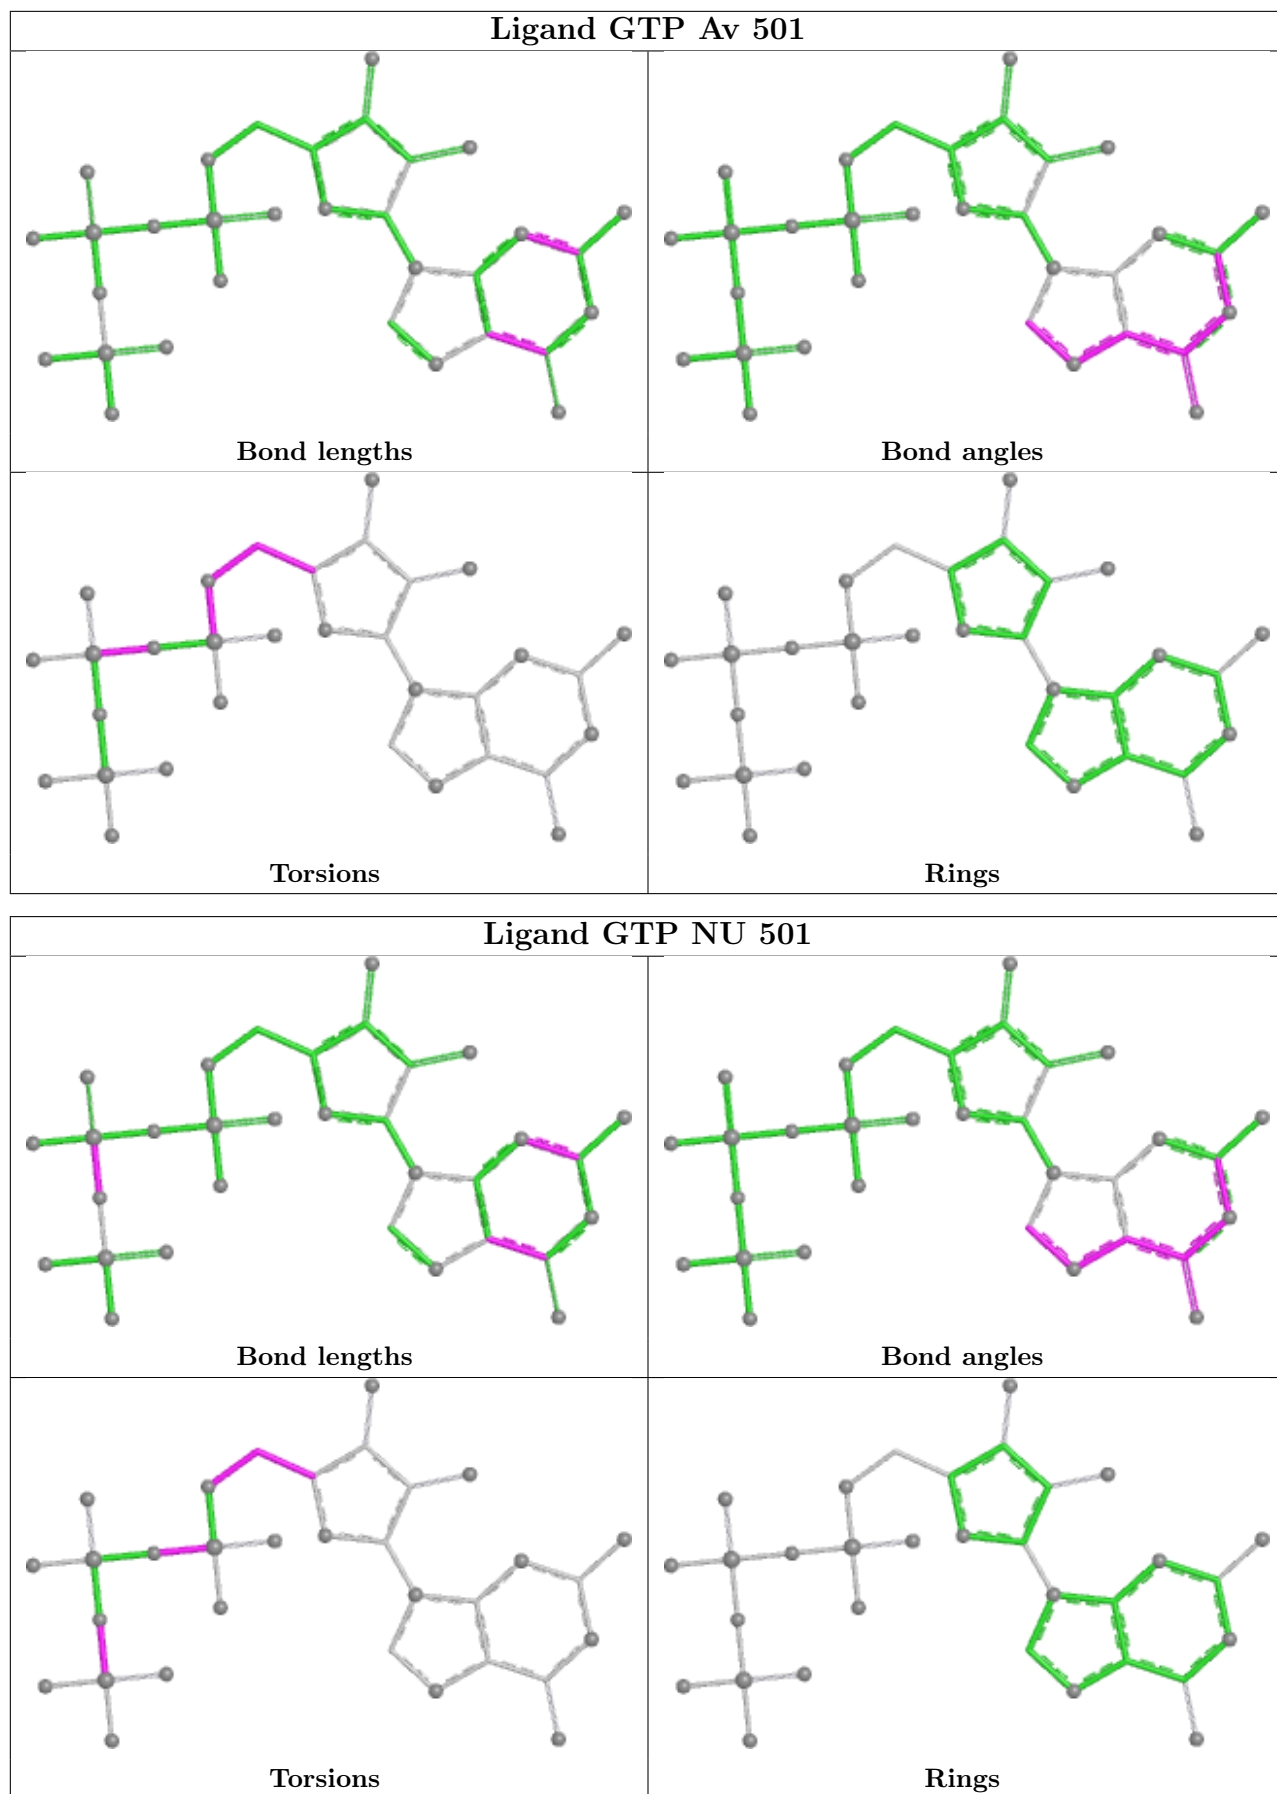 Ligand GTP Av 501
Bond lengths
Bond angles
Torsions
Rings
Ligand GTP NU 501
Bond lengths
Bond angles
Torsions
Rings